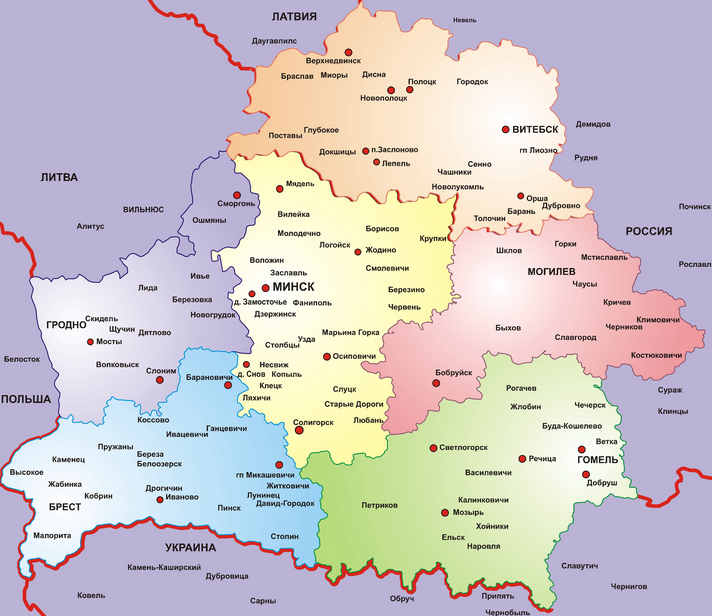 ЛАТВИЯ
Невель
Даугавпилс
Верхнедвинск
Браслав
Миоры
Дисна
Полоцк
Городок
Новополоцк
ВИТЕБСК
Демидов
Поставы
Глубокое
Докшицы
п.Заслоново
Лепель
гп Лиозно
Рудня
Сенно
Чашники
Новолукомль
ЛИТВА
Мядель
Сморгонь
Орша
Дубровно
Барань
Толочин
ВИЛЬНЮС
Ошмяны
Вилейка
Починск
Алитус
Молодечно
Борисов
Крупки
РОССИЯ
Логойск
Жодино
Шклов
Горки
Мстиславль
Воложин
Смолевичи
Рославл
МОГИЛЕВ
Ивье
Заславль
МИНСК
Чаусы
Лида
Березино
Березовка
д. Замосточье
Фаниполь
Червень
Кричев
Новогрудок
Дзержинск
Климовичи
ГРОДНО
Скидель
Щучин
Дятлово
Марьина Горка
Быхов
Черников
Мосты
Узда
Столбцы
Славгород
Костюковичи
Белосток
Волковыск
Слоним
Осиповичи
Несвиж
д. Снов
Копыль
Барановичи
Клецк
Бобруйск
ПОЛЬША
Ляхичи
Слуцк
Рогачев
Сураж
Старые Дороги
Жлобин
Чечерск
Клинцы
Коссово
Ганцевичи
Солигорск
Любань
Буда-Кошелево
Ивацевичи
Ветка
Пружаны
Береза
Светлогорск
Речица
ГОМЕЛЬ
Каменец
Белоозерск
Высокое
гп Микашевичи
Василевичи
Добруш
Жабинка
Дрогичин
Житковичи
Кобрин
Иваново
Лунинец
Калинковичи
БРЕСТ
Пинск
Давид-Городок
Петриков
Мозырь
Хойники
Малорита
Столин
Ельск
Наровля
УКРАИНА
Камень-Каширский
Дубровица
Славутич
Чернигов
Ковель
Сарны
Обруч
Припять
Чернобыль